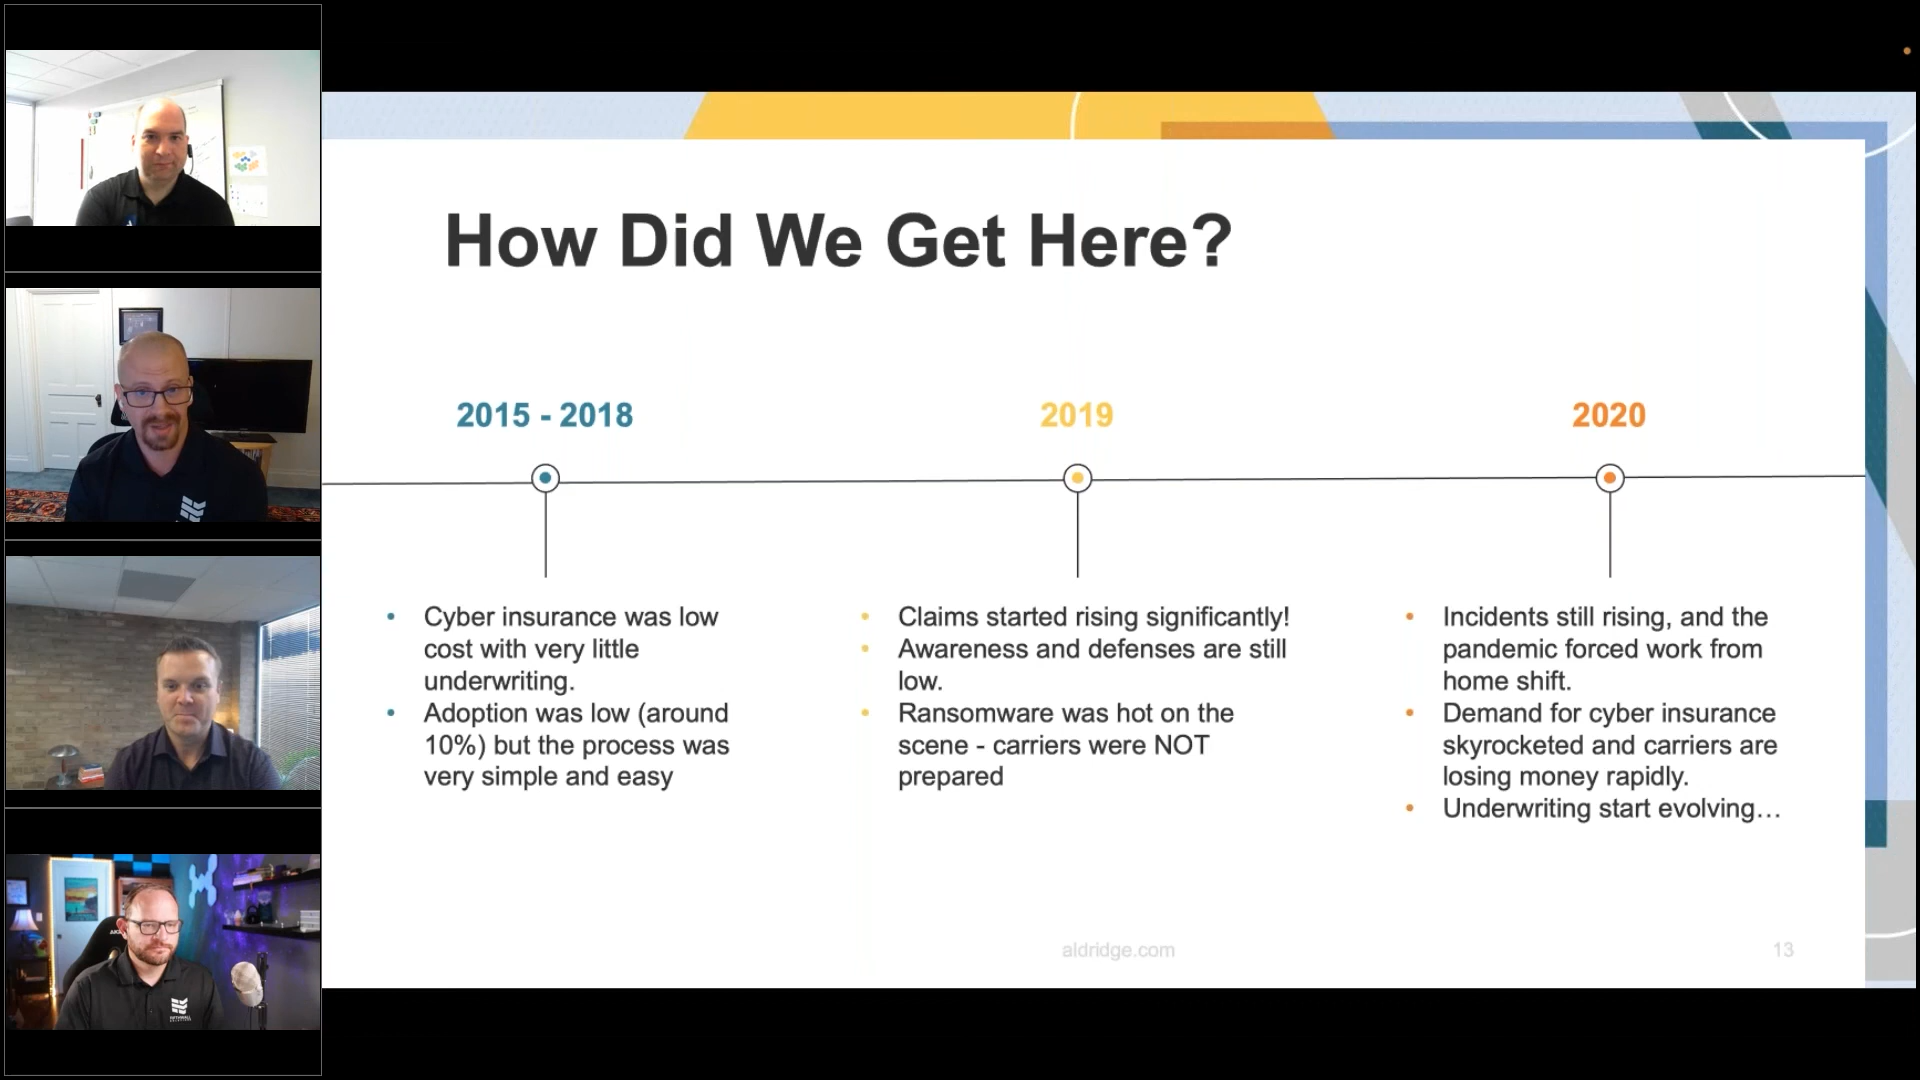 How Did We Get Here?
2015 - 2018
2019
2020
• Cyber insurance was low
cost with very little
underwriting.
• Adoption was low (around
10%) but the process was
very simple and easy
• Claims started rising significantly!
• Awareness and defenses are still
low.
• Ransomware was hot on the
scene - carriers were NOT
prepared
• Incidents still rising, and the
pandemic forced work from
home shift.
• Demand for cyber insurance
skyrocketed and carriers are
losing money rapidly.
• Underwriting start evolving…
aldridge.com
13